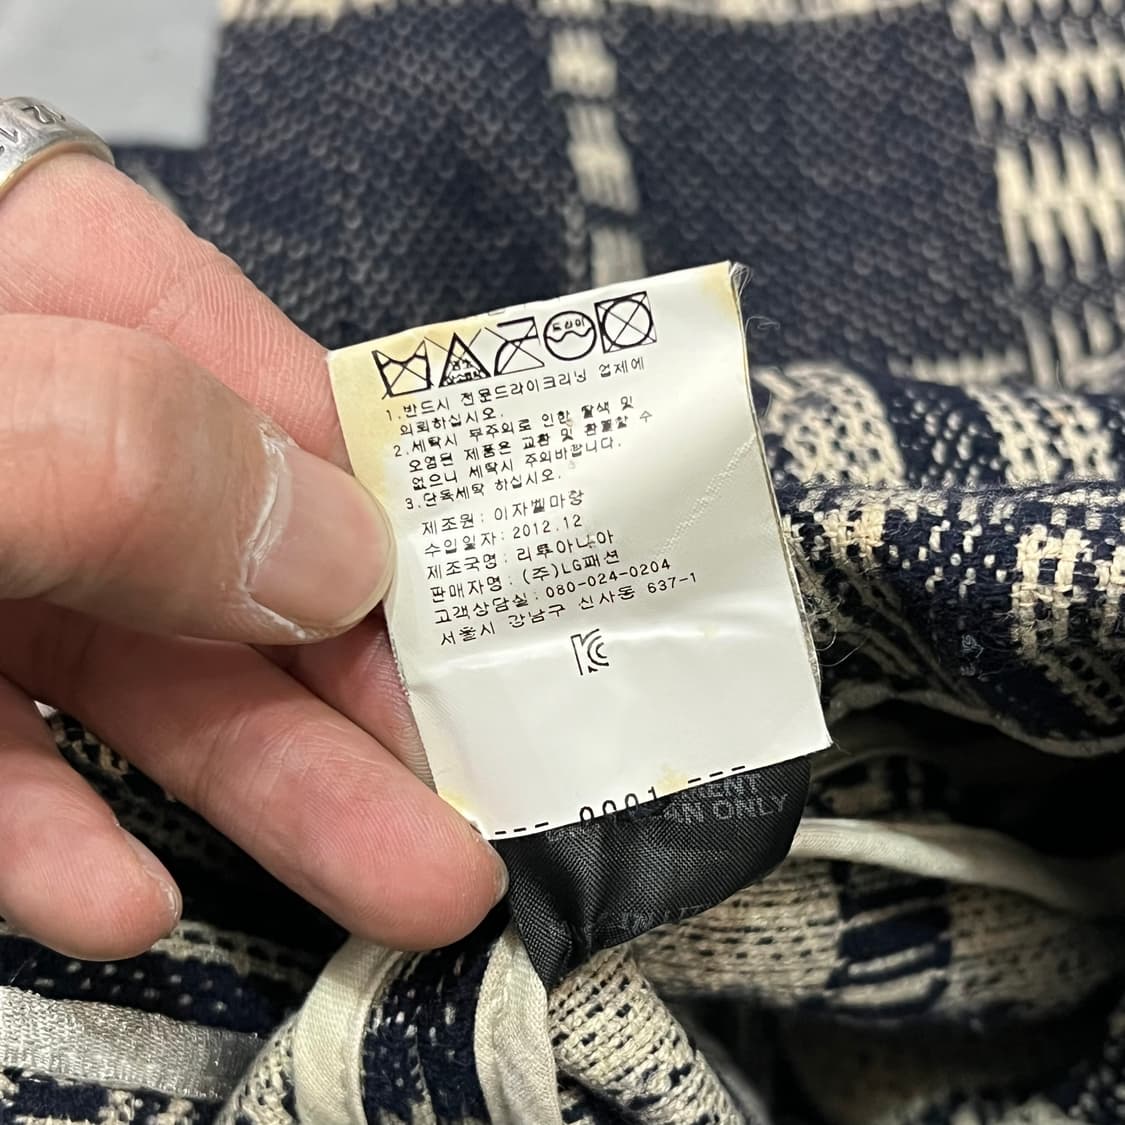 드라이
1.반드시 전문드라이크리닝 업체에
의뢰하십시오.
2.세탁시 부주의로 인한 탈색 및
오염된 제품은 교환 및 환불할 수
없으니 세탁시 주의바랍니다.
3.단독세탁 하십시오.
제조원: 이자벨마랑
수입일자: 2012.12
제조국명: 리투아니아
판매자명: (주)LG패션
고객상담실: 080-024-0204
서울시 강남구 신사동 637-1
0001
AN ONLY